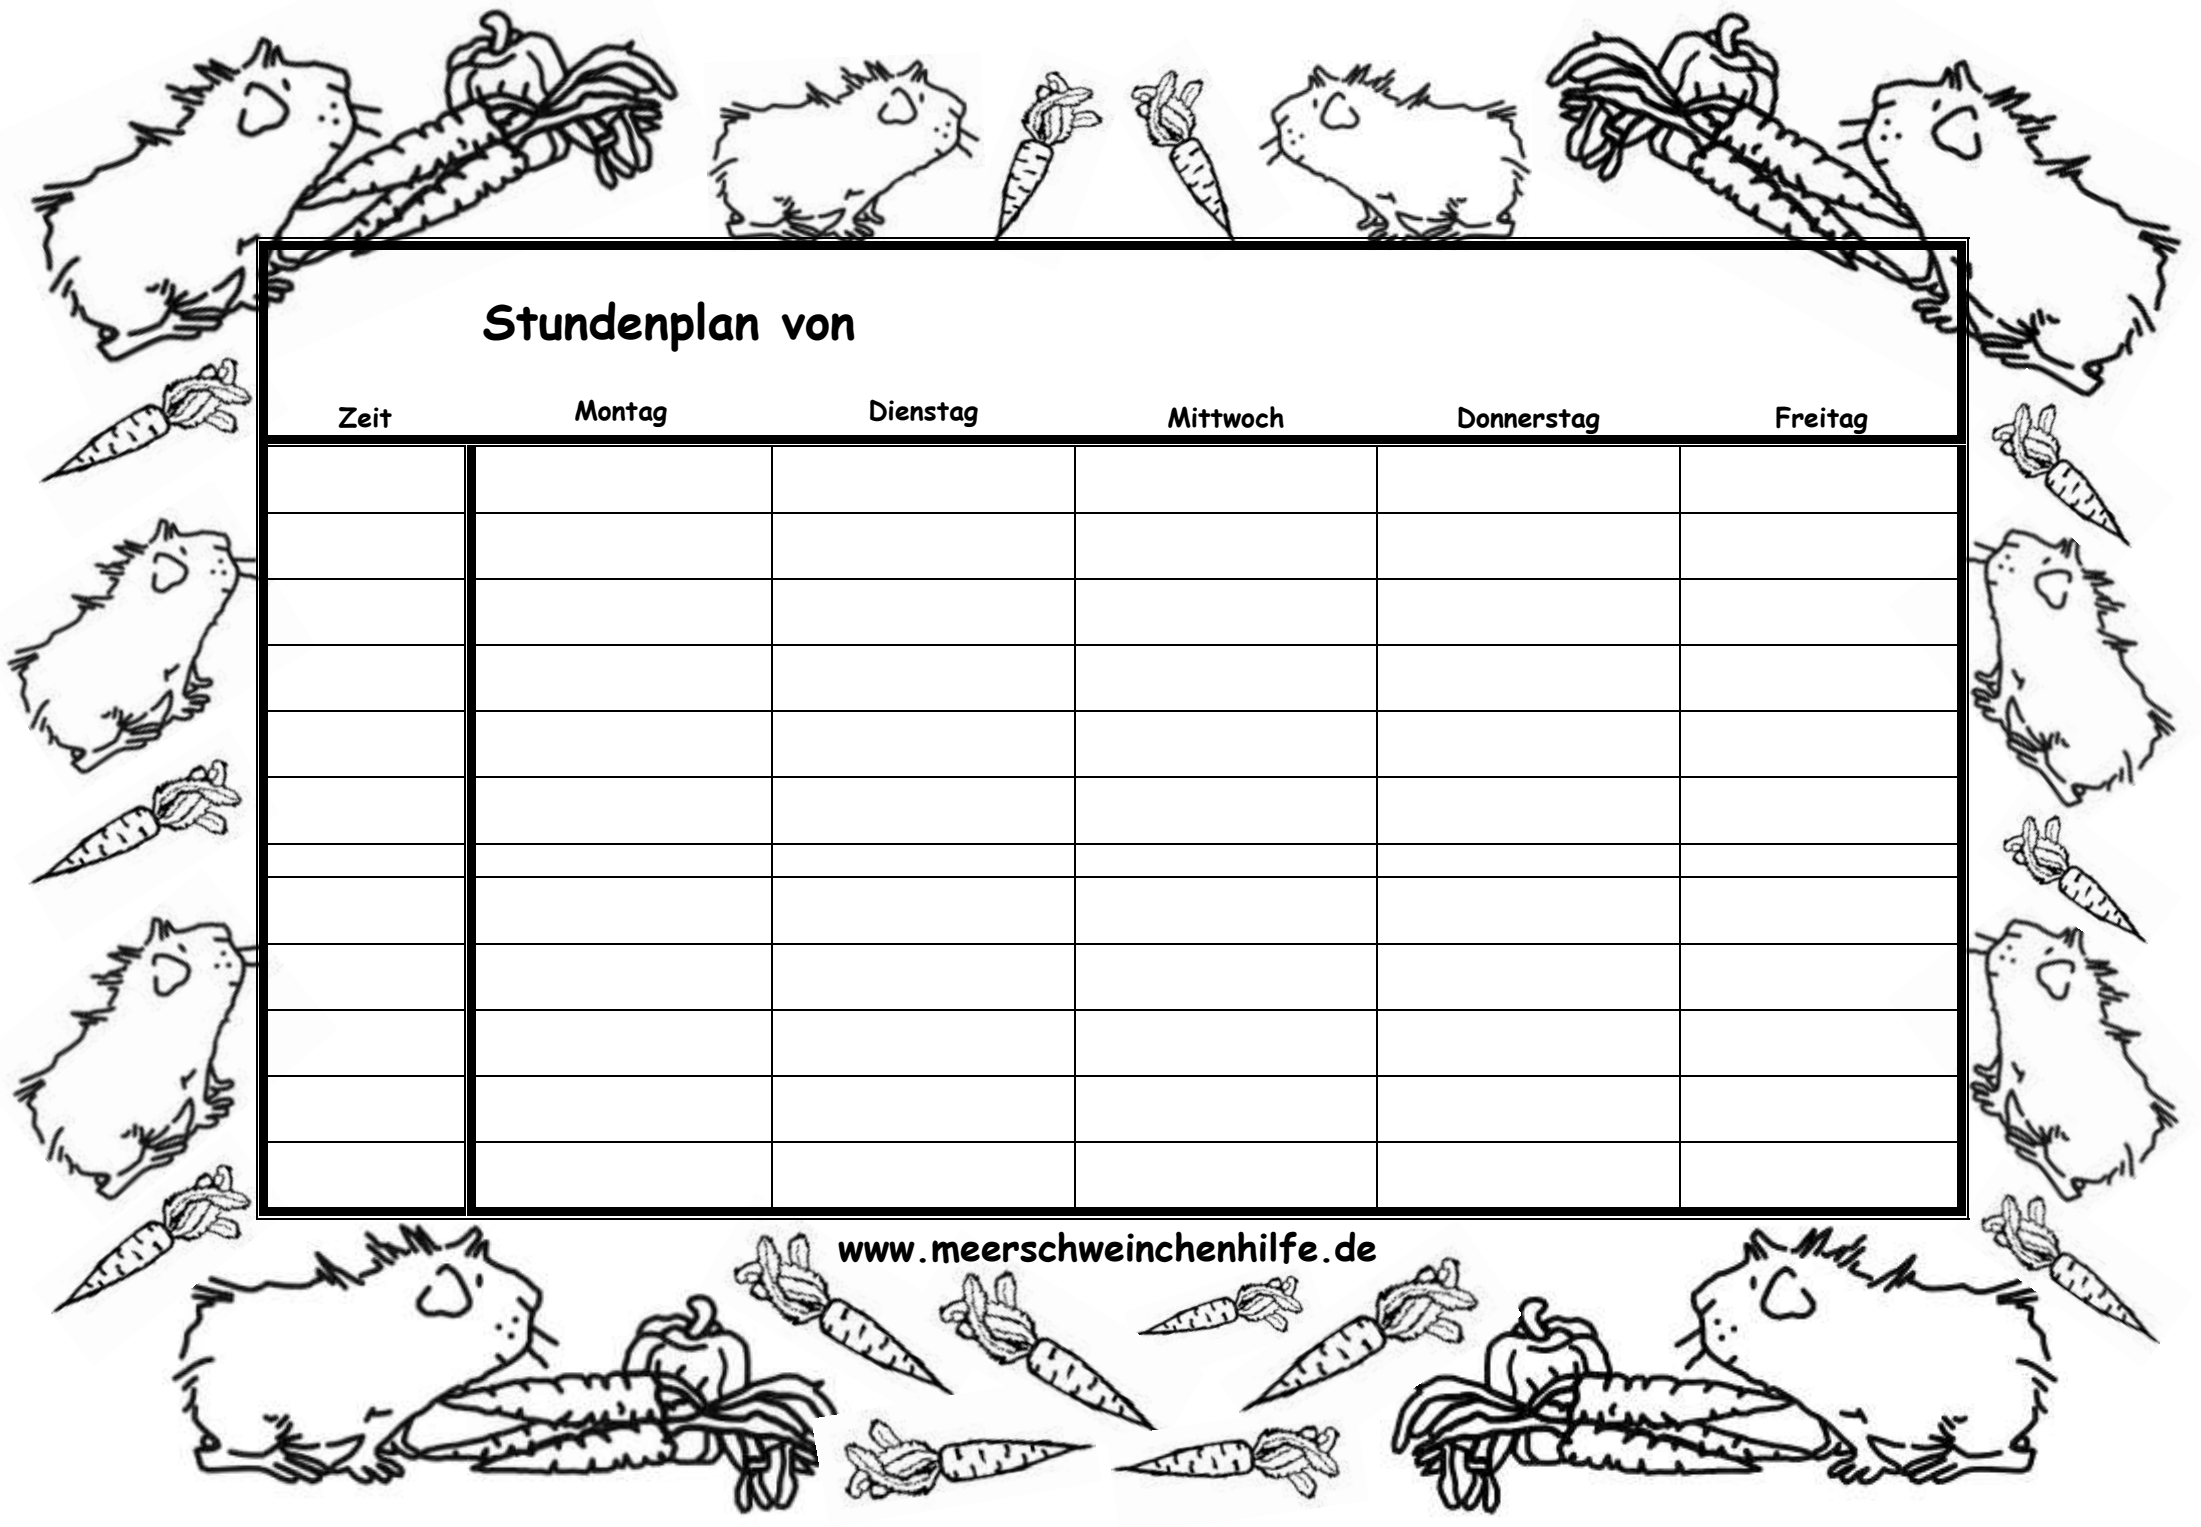 Stundenplan von
Zeit Montag Dienstag Mittwoch Donnerstag Freitag
www.meerschweinchenhilfe.de